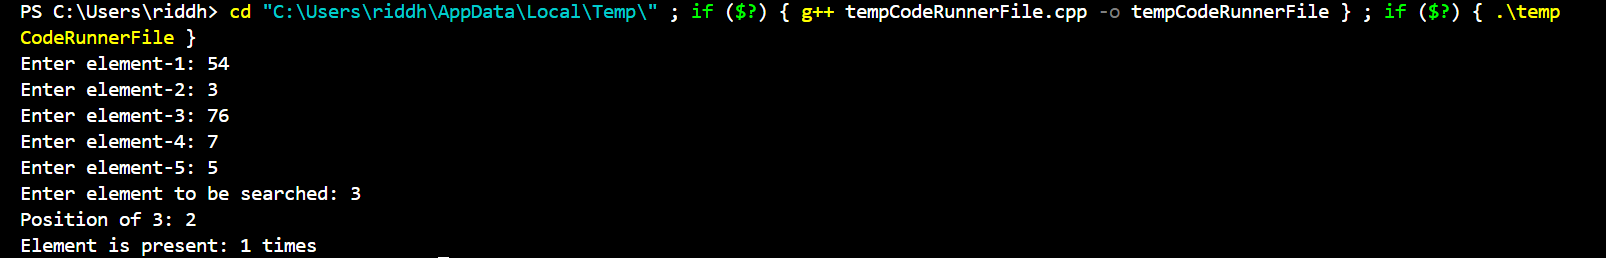 PS C:\Users\riddh> cd "C:\Users\riddh\AppData\Local\Temp\" ; if ($?) { g++ tempCodeRunnerFile.cpp -o tempCodeRunnerFile } ; if ($?) { .\temp
CodeRunnerFile }
Enter element-1: 54
Enter element-2: 3
Enter element-3: 76
Enter element-4: 7
Enter element-5: 5
Enter element to be searched: 3
Position of 3: 2
Element is present: 1 times